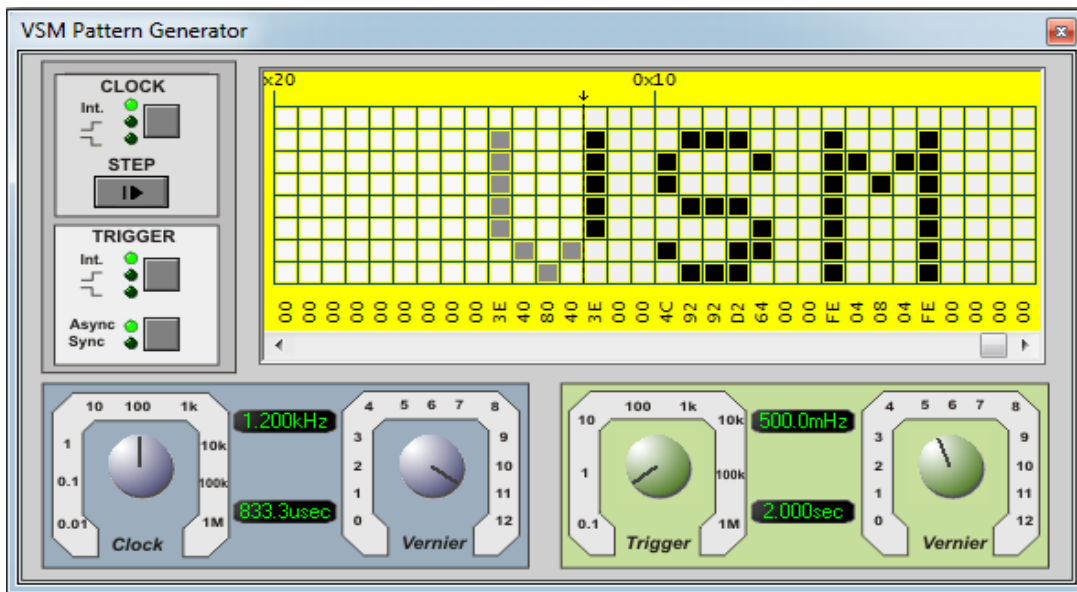 VSM Pattern Generator
x
CLOCK
Int.
STEP
TRIGGER
Int.
Async
Sync
x20 0x10
00 00 00 00 00 00 00 00 00 3E 40 80 40 3E 00 00 4C 92 92 D2 64 00 00 FE 04 08 04 FE 00 00 00 00
10 100 1k
1 10k
0.1 100k
0.01 1M
Clock
1.200kHz
833.3usec
4 5 6 7 8
3 9
2 10
1 11
0 12
Vernier
100 1k
10 10k
1 100k
0.1 1M
Trigger
500.0mHz
2.000sec
4 5 6 7 8
3 9
2 10
1 11
0 12
Vernier